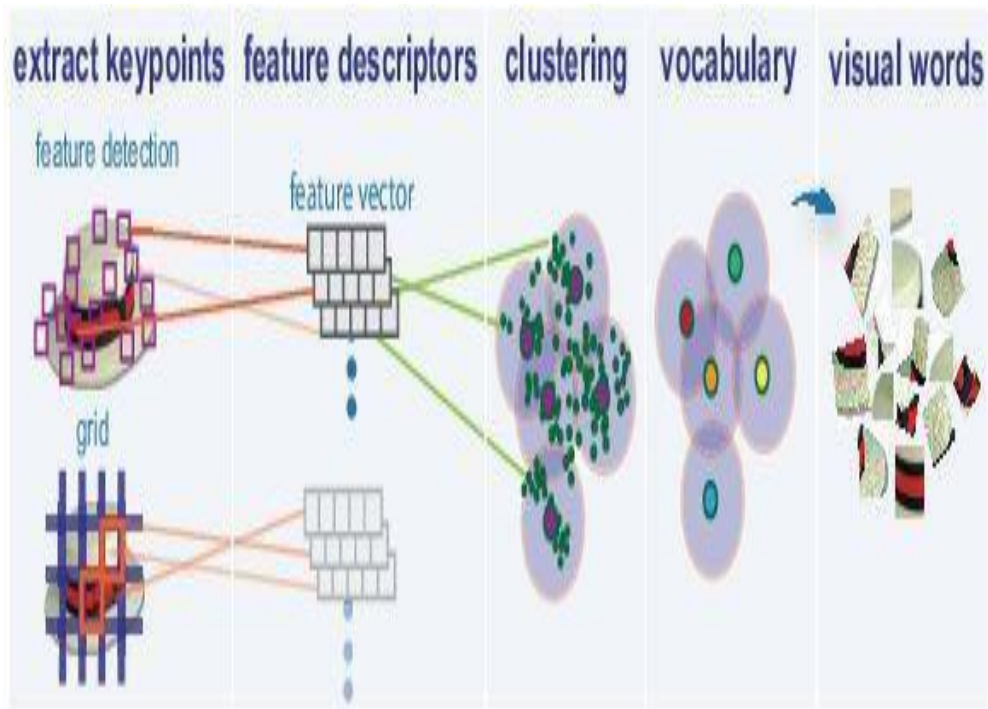 extract keypoints
feature descriptors
clustering
vocabulary
visual words
feature detection
feature vector
grid